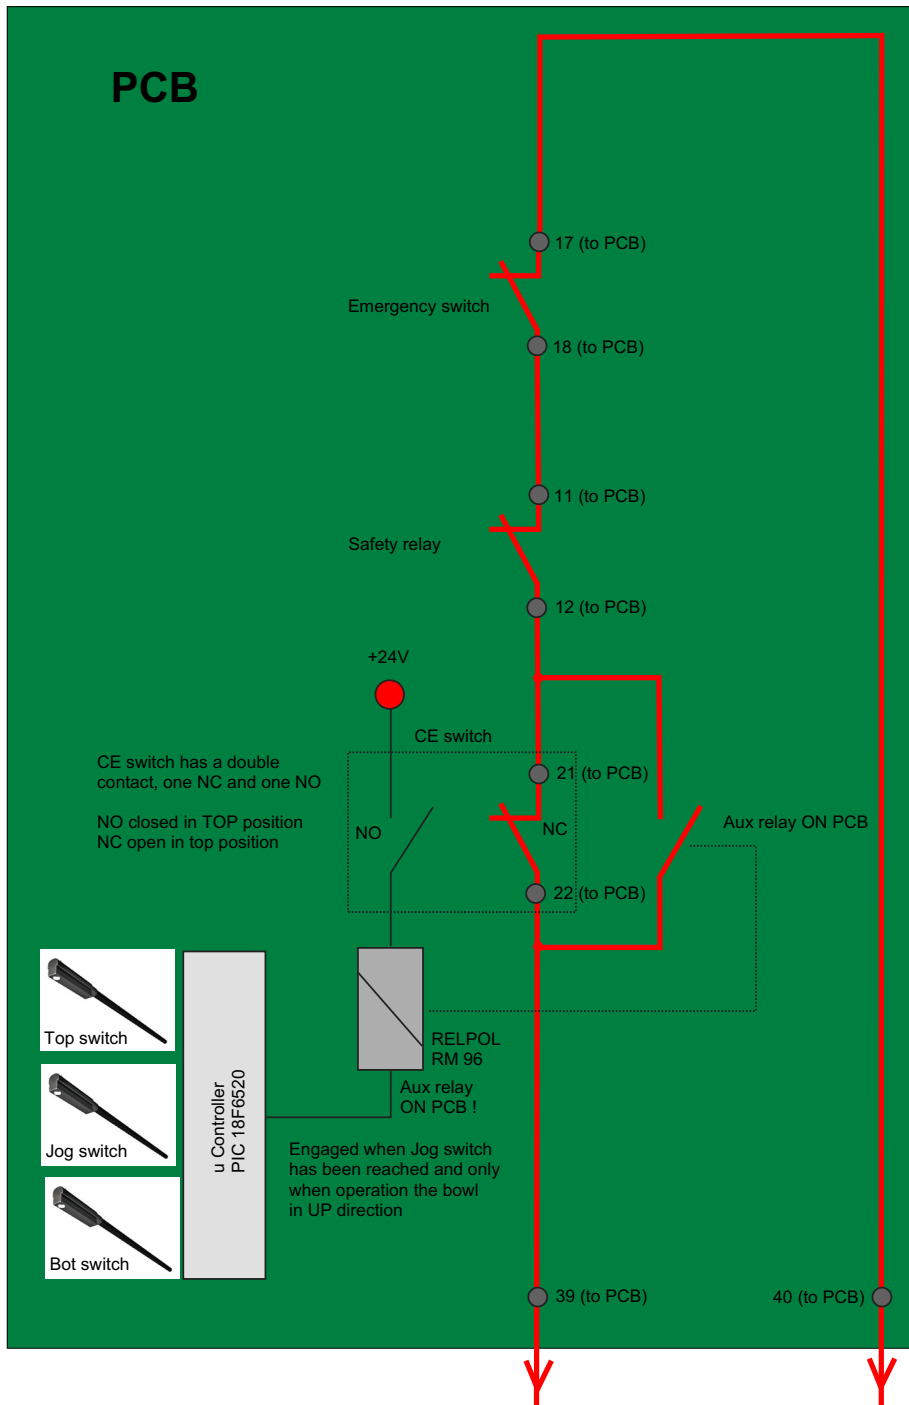 PCB
17 (to PCB)
Emergency switch
18 (to PCB)
11 (to PCB)
Safety relay
12 (to PCB)
+24V
CE switch
CE switch has a double
contact, one NC and one NO
NO closed in TOP position
NC open in top position
21 (to PCB)
NO
NC
Aux relay ON PCB
22 (to PCB)
Top switch
Jog switch
Bot switch
u Controller
PIC 18F6520
RELPOL
RM 96
Aux relay
ON PCB !
Engaged when Jog switch
has been reached and only
when operation the bowl
in UP direction
39 (to PCB)
40 (to PCB)